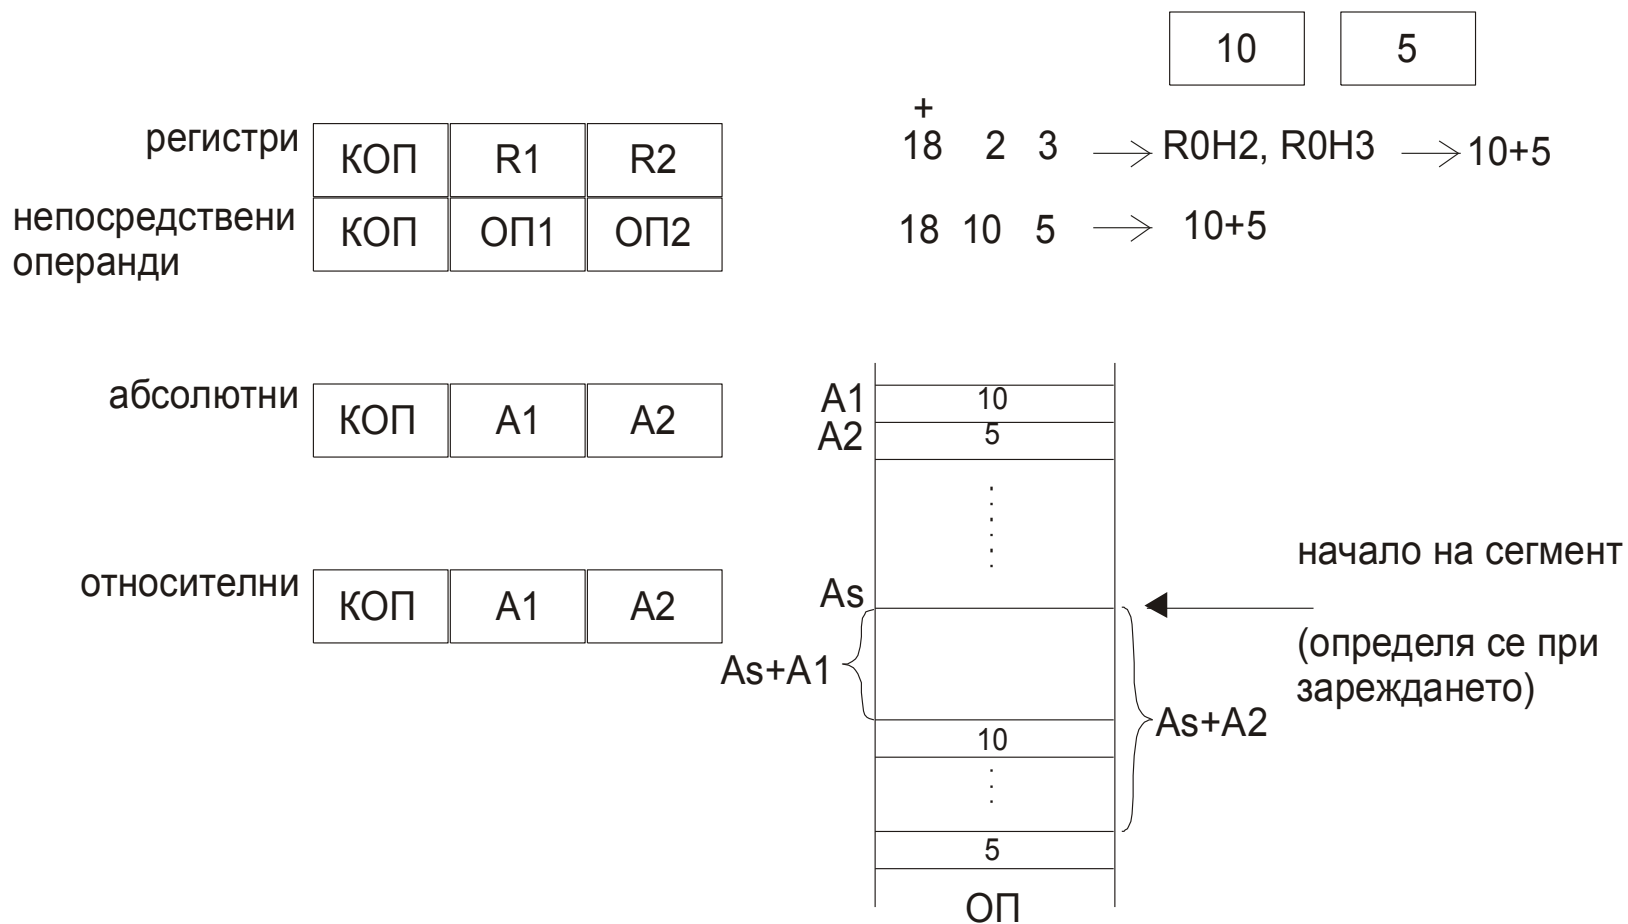 10 5
+
регистри КОП R1 R2 18 2 3 R0H2, R0H3 10+5
непосредствени
операнди
КОП ОП1 ОП2 18 10 5 10+5
абсолютни КОП A1 A2
A1 10
A2 5
относителни КОП A1 A2
As
начало на сегмент
(определя се при
зареждането)
As+A1
As+A2
10
5
ОП